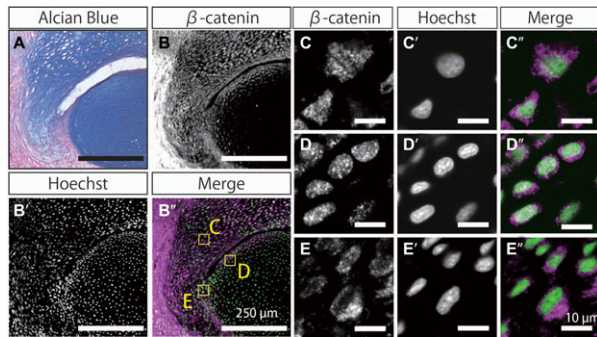 Alcian Blue
β-catenin
β-catenin
Hoechst
Merge
A
B
C
C'
C"
D
D'
D"
Hoechst
Merge
B'
B"
C
D
E
250 μm
E
E'
E"
10 μm